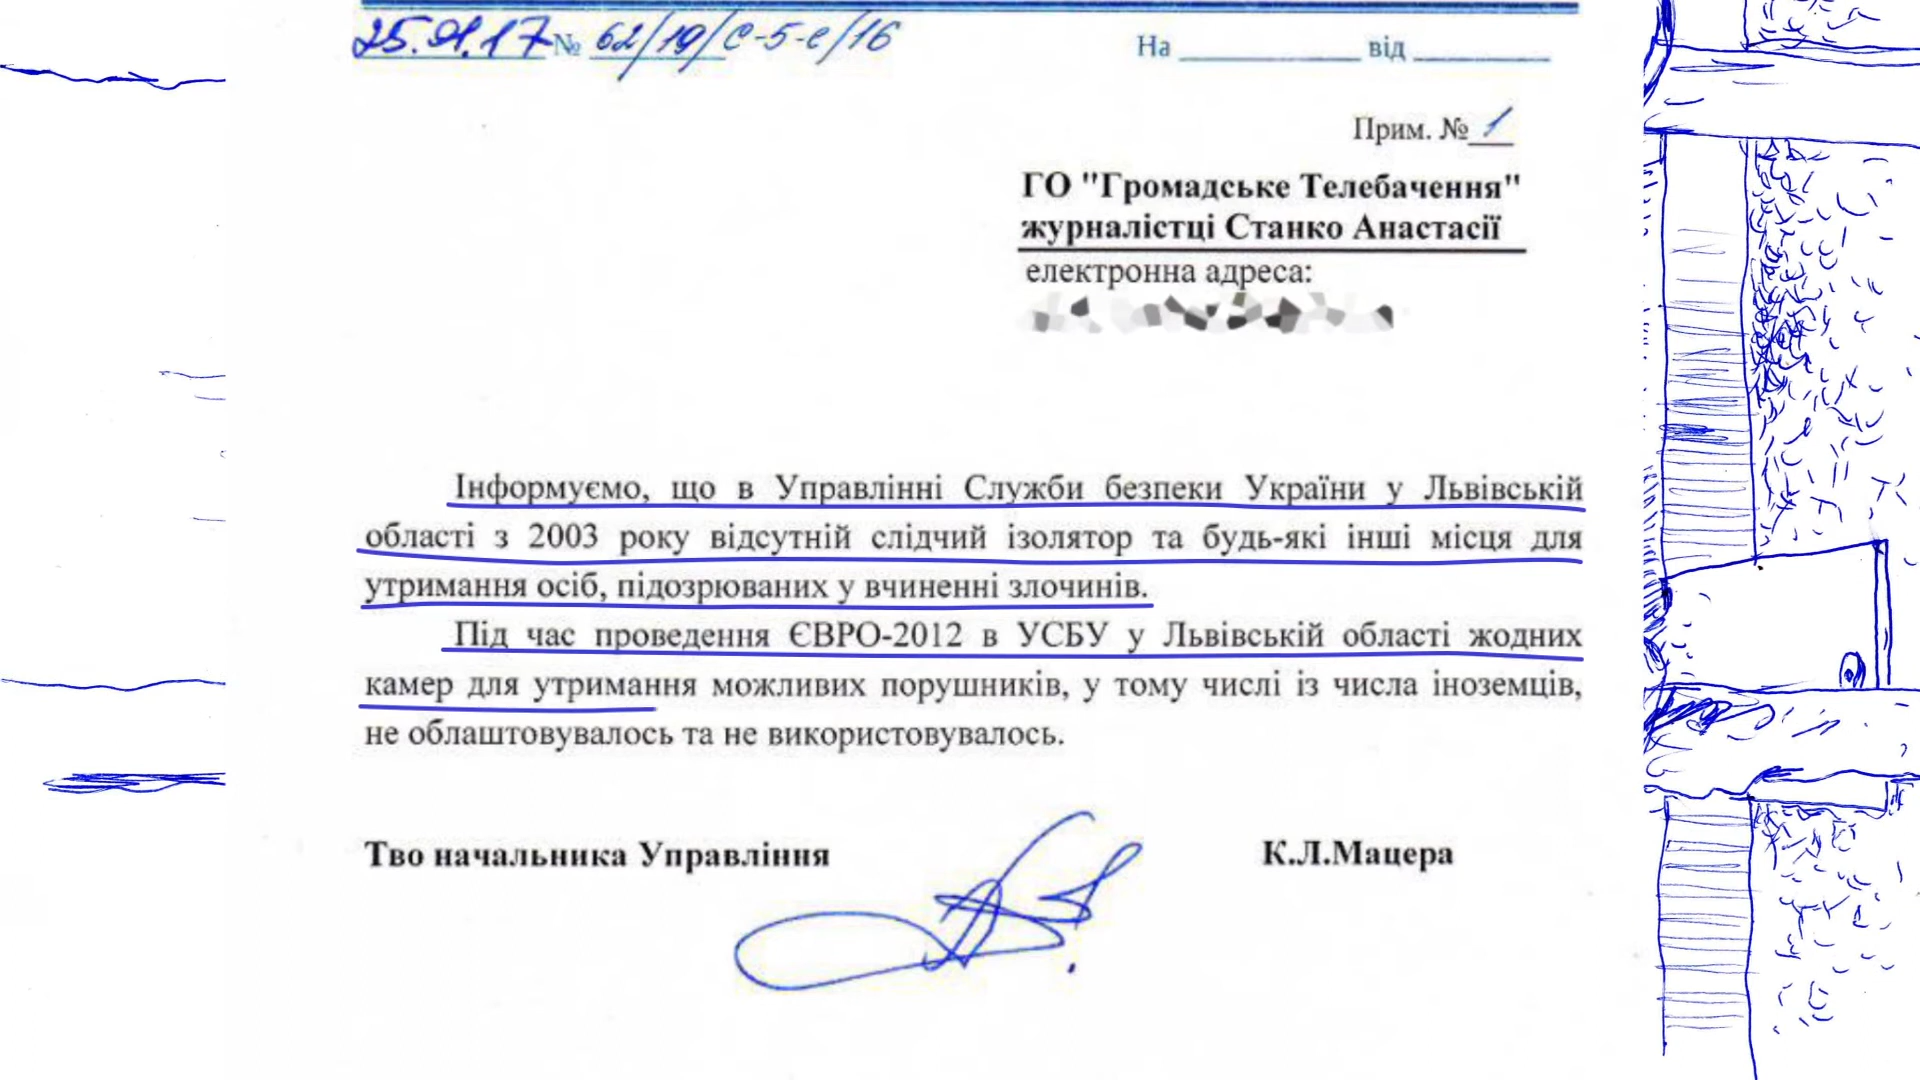 25.01.17 № 62/19/С-5-с/16 На від
Прим. № 1
ГО "Громадське Телебачення"
журналістці Станко Анастасії
електронна адреса:
Інформуємо, що в Управлінні Служби безпеки України у Львівській
області з 2003 року відсутній слідчий ізолятор та будь-які інші місця для
утримання осіб, підозрюваних у вчиненні злочинів.
Під час проведення ЄВРО-2012 в УСБУ у Львівській області жодних
камер для утримання можливих порушників, у тому числі із числа іноземців,
не облаштовувалось та не використовувалось.
Тво начальника Управління К.Л.Мацера